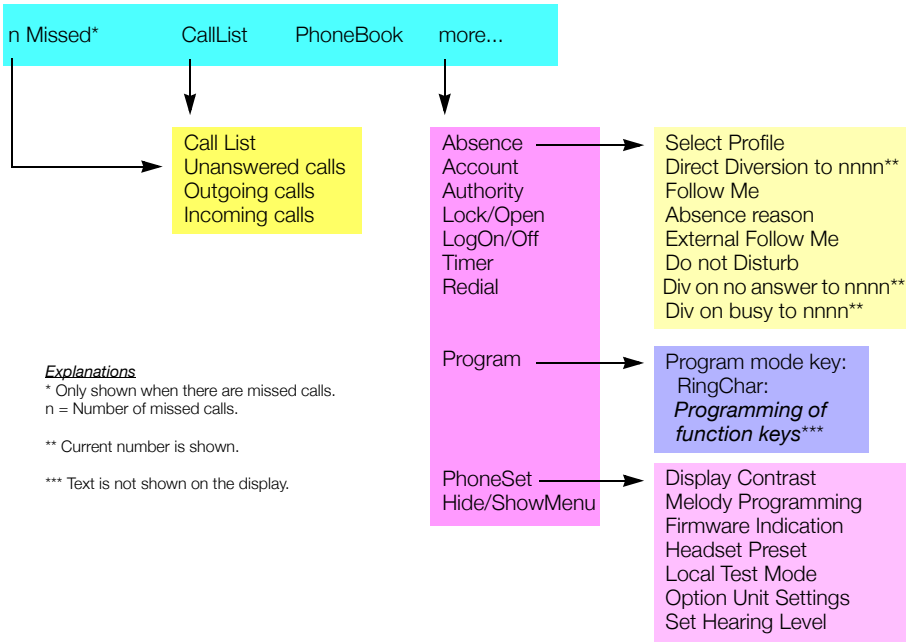 n Missed* CallList PhoneBook more...
Call List
Unanswered calls
Outgoing calls
Incoming calls
Absence
Account
Authority
Lock/Open
LogOn/Off
Timer
Redial
Program
PhoneSet
Hide/ShowMenu
Select Profile
Direct Diversion to nnnn**
Follow Me
Absence reason
External Follow Me
Do not Disturb
Div on no answer to nnnn**
Div on busy to nnnn**
Program mode key:
RingChar:
Programming of
function keys***
Display Contrast
Melody Programming
Firmware Indication
Headset Preset
Local Test Mode
Option Unit Settings
Set Hearing Level
Explanations
* Only shown when there are missed calls.
n = Number of missed calls.
** Current number is shown.
*** Text is not shown on the display.